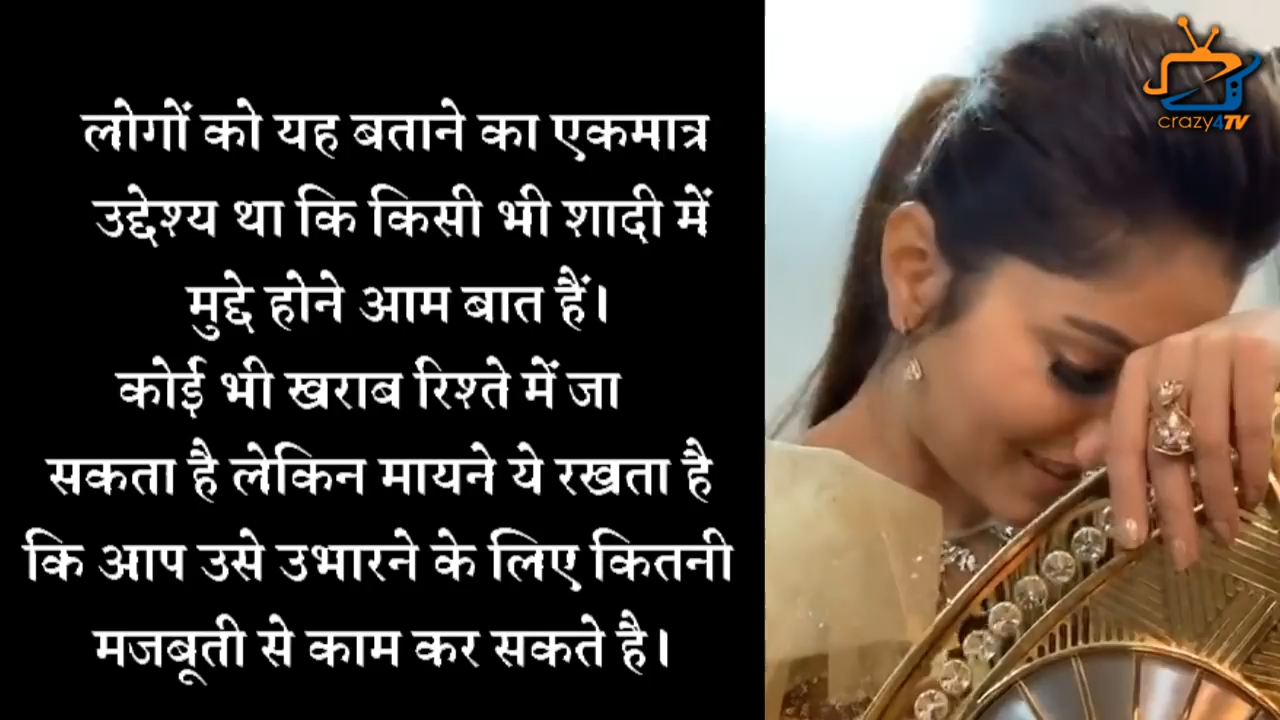 लोगों को यह बताने का एकमात्र
उद्देश्य था कि किसी भी शादी में
मुद्दे होने आम बात हैं।
कोई भी खराब रिश्ते में जा
सकता है लेकिन मायने ये रखता है
कि आप उसे उभारने के लिए कितनी
मजबूती से काम कर सकते है।
crazy4TV